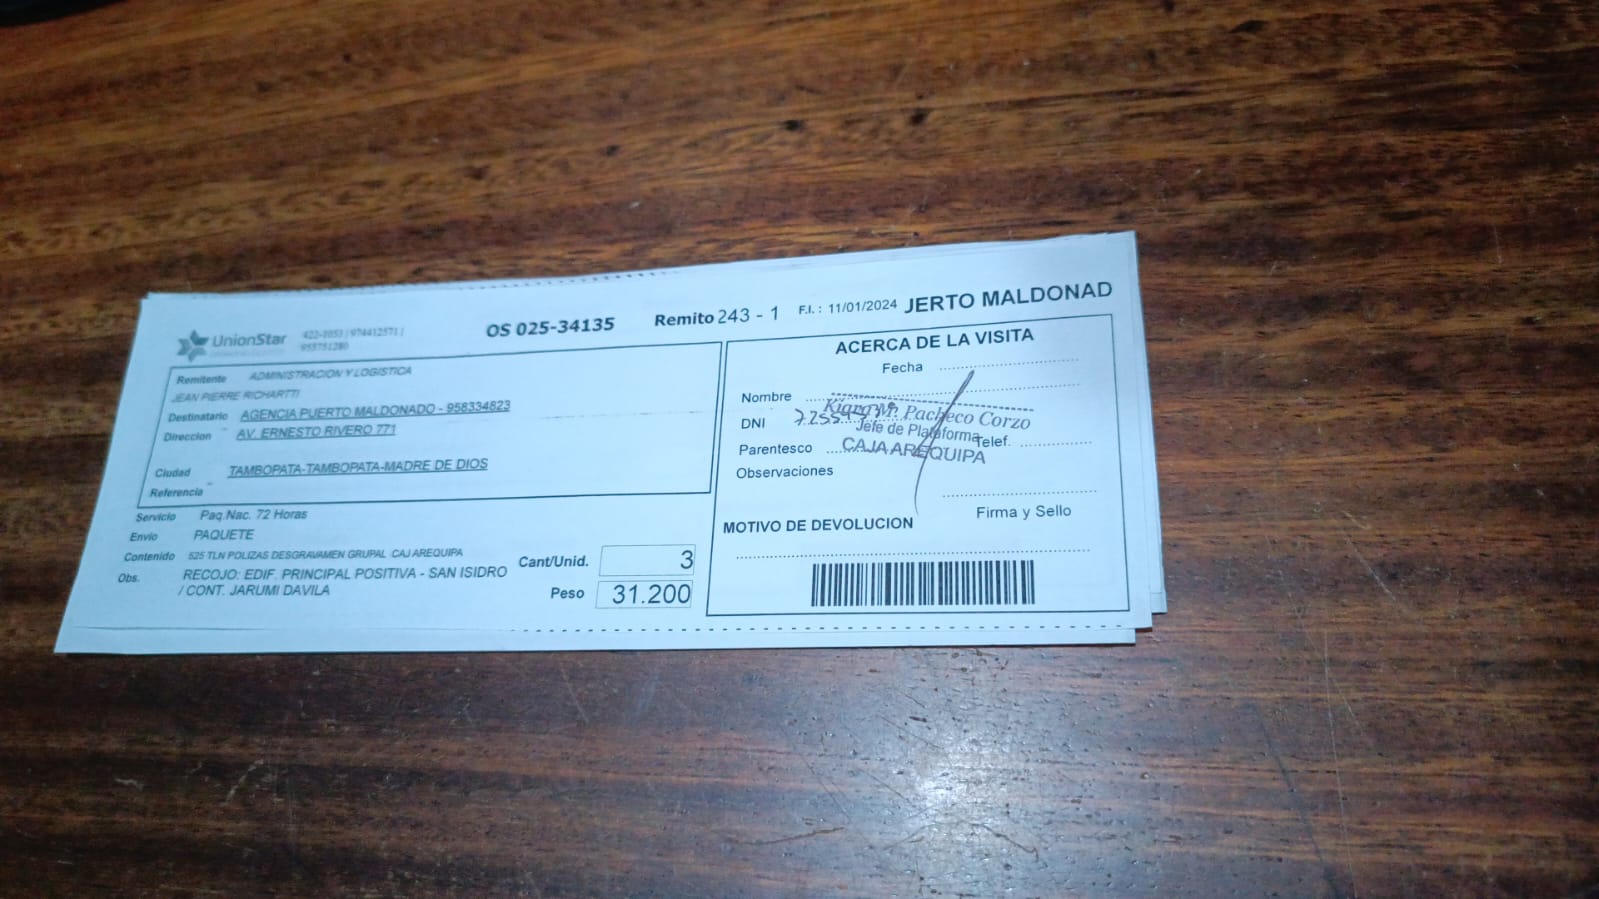 UnionStar
422-1053 | 974412571 |
955751280
OS 025-34135
Remito 243 - 1
F.I. : 11/01/2024
JERTO MALDONAD
Remitente ADMINISTRACION Y LOGISTICA
JEAN PIERRE RICHARTTI
Destinatario AGENCIA PUERTO MALDONADO - 958334823
Direccion AV. ERNESTO RIVERO 771
Ciudad TAMBOPATA-TAMBOPATA-MADRE DE DIOS
Referencia
Servicio Paq.Nac. 72 Horas
Envio PAQUETE
Contenido 525 TLN POLIZAS DESGRAVAMEN GRUPAL CAJ AREQUIPA
Obs. RECOJO: EDIF. PRINCIPAL POSITIVA - SAN ISIDRO
/ CONT. JARUMI DAVILA
Cant/Unid. 3
Peso 31.200
ACERCA DE LA VISITA
Fecha
Nombre
Kiara M. Pacheco Corzo
DNI
Jefe de Plataforma
Telef.
Parentesco
CAJA AREQUIPA
Observaciones
Firma y Sello
MOTIVO DE DEVOLUCION